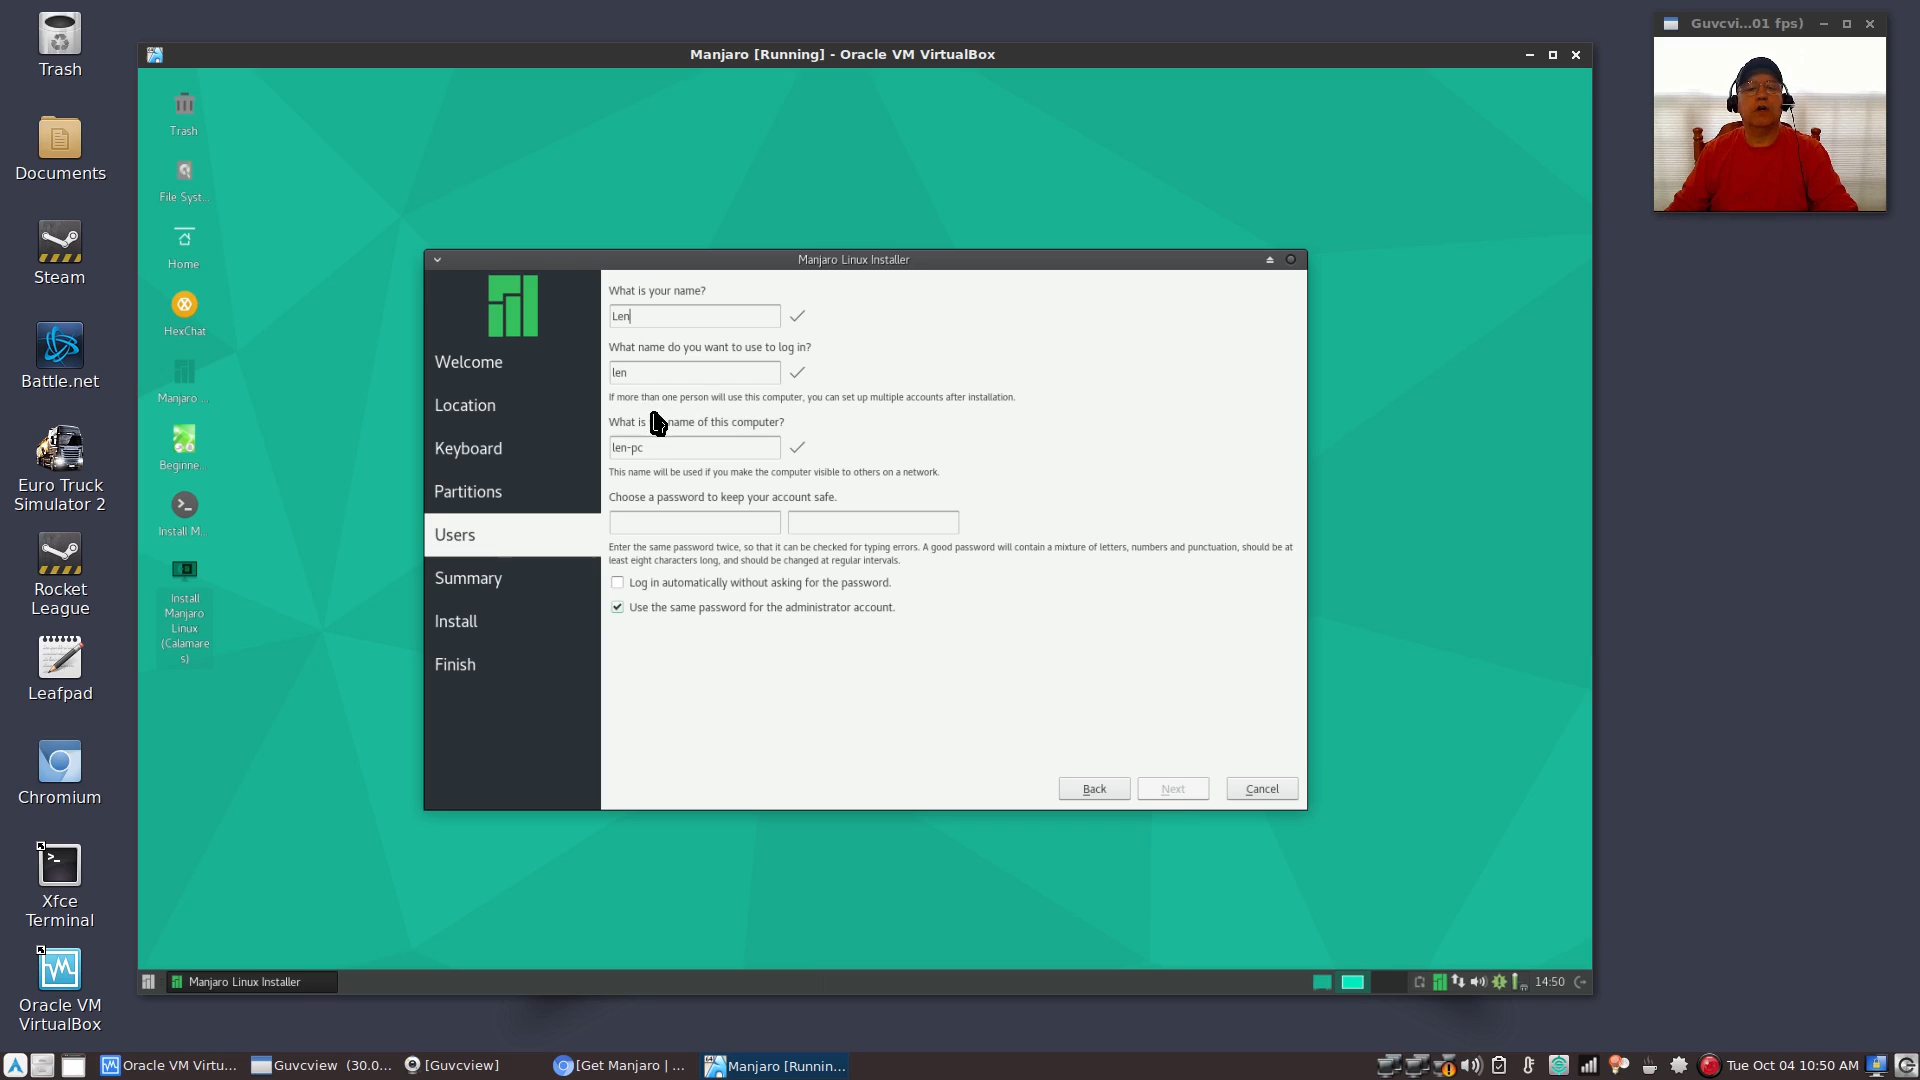 Trash
Documents
Steam
Battle.net
Euro Truck
Simulator 2
Rocket
League
Leafpad
Chromium
Xfce
Terminal
Oracle VM
VirtualBox
Manjaro [Running] - Oracle VM VirtualBox
Guvcvi...01 fps)
Trash
File Syst...
Home
HexChat
Manjaro ...
Beginne...
Install M...
Install
Manjaro
Linux
(Calamare
s)
Manjaro Linux Installer
Welcome
Location
Keyboard
Partitions
Users
Summary
Install
Finish
What is your name?
Len
What name do you want to use to log in?
len
If more than one person will use this computer, you can set up multiple accounts after installation.
What is name of this computer?
len-pc
This name will be used if you make the computer visible to others on a network.
Choose a password to keep your account safe.
Enter the same password twice, so that it can be checked for typing errors. A good password will contain a mixture of letters, numbers and punctuation, should be at
least eight characters long, and should be changed at regular intervals.
Log in automatically without asking for the password.
Use the same password for the administrator account.
Back
Next
Cancel
Manjaro Linux Installer
14:50
Oracle VM Virtu...
Guvcview (30.0...
[Guvcview]
[Get Manjaro | ...
Manjaro [Runnin...
Tue Oct 04 10:50 AM